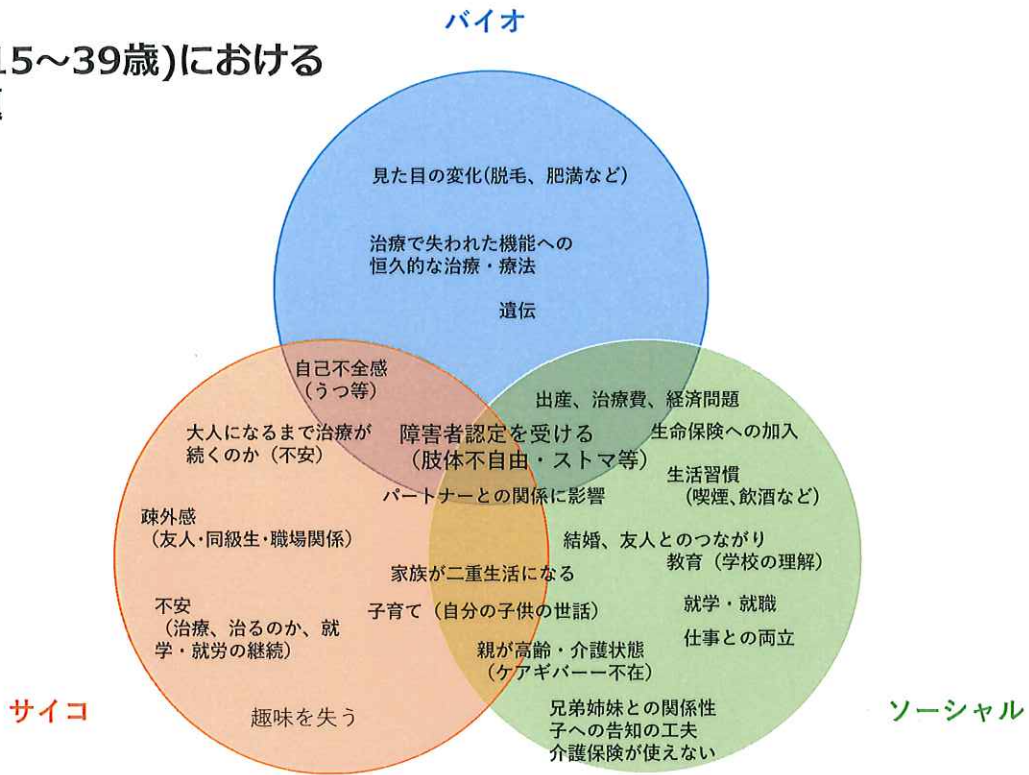 バイオ
15～39歳)における
見た目の変化(脱毛、肥満など)
治療で失われた機能への
恒久的な治療・療法
遺伝
自己不全感
(うつ等)
出産、治療費、経済問題
大人になるまで治療が
続くのか（不安）
障害者認定を受ける
（肢体不自由・ストマ等）
生命保険への加入
パートナーとの関係に影響
生活習慣
(喫煙、飲酒など)
疎外感
（友人・同級生・職場関係）
結婚、友人とのつながり
教育（学校の理解）
家族が二重生活になる
不安
（治療、治るのか、就
学・就労の継続）
子育て（自分の子供の世話）
就学・就職
仕事との両立
親が高齢・介護状態
（ケアギバーー不在）
サイコ
趣味を失う
兄弟姉妹との関係性
子への告知の工夫
介護保険が使えない
ソーシャル